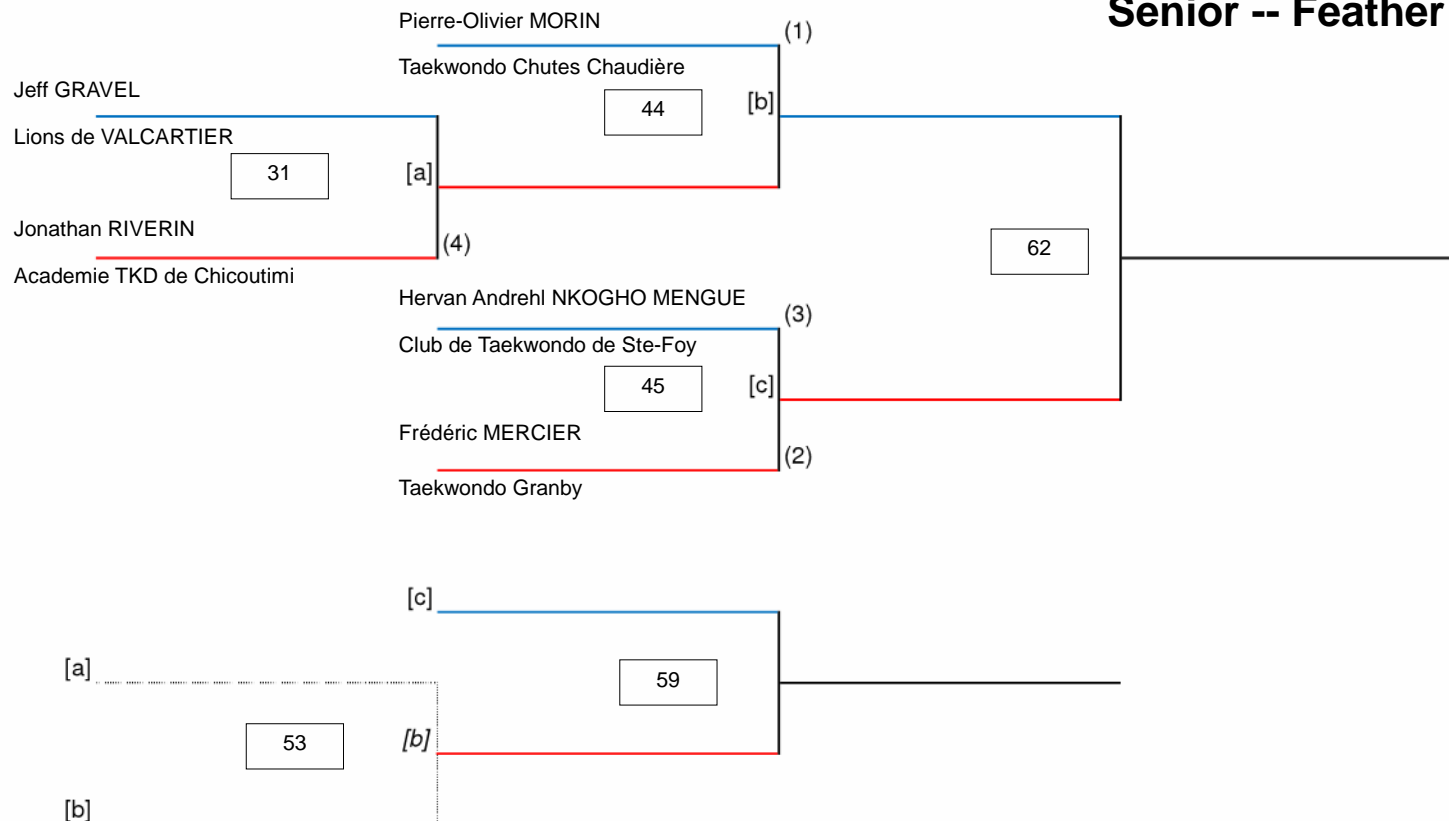 Senior -- Feather
Pierre-Olivier MORIN
(1)
Taekwondo Chutes Chaudière
Jeff GRAVEL
44
[b]
Lions de VALCARTIER
31
[a]
Jonathan RIVERIN
(4)
62
Academie TKD de Chicoutimi
Hervan Andrehl NKOGHO MENGUE
(3)
Club de Taekwondo de Ste-Foy
45
[c]
Frédéric MERCIER
(2)
Taekwondo Granby
[c]
[a]
59
53
[b]
[b]